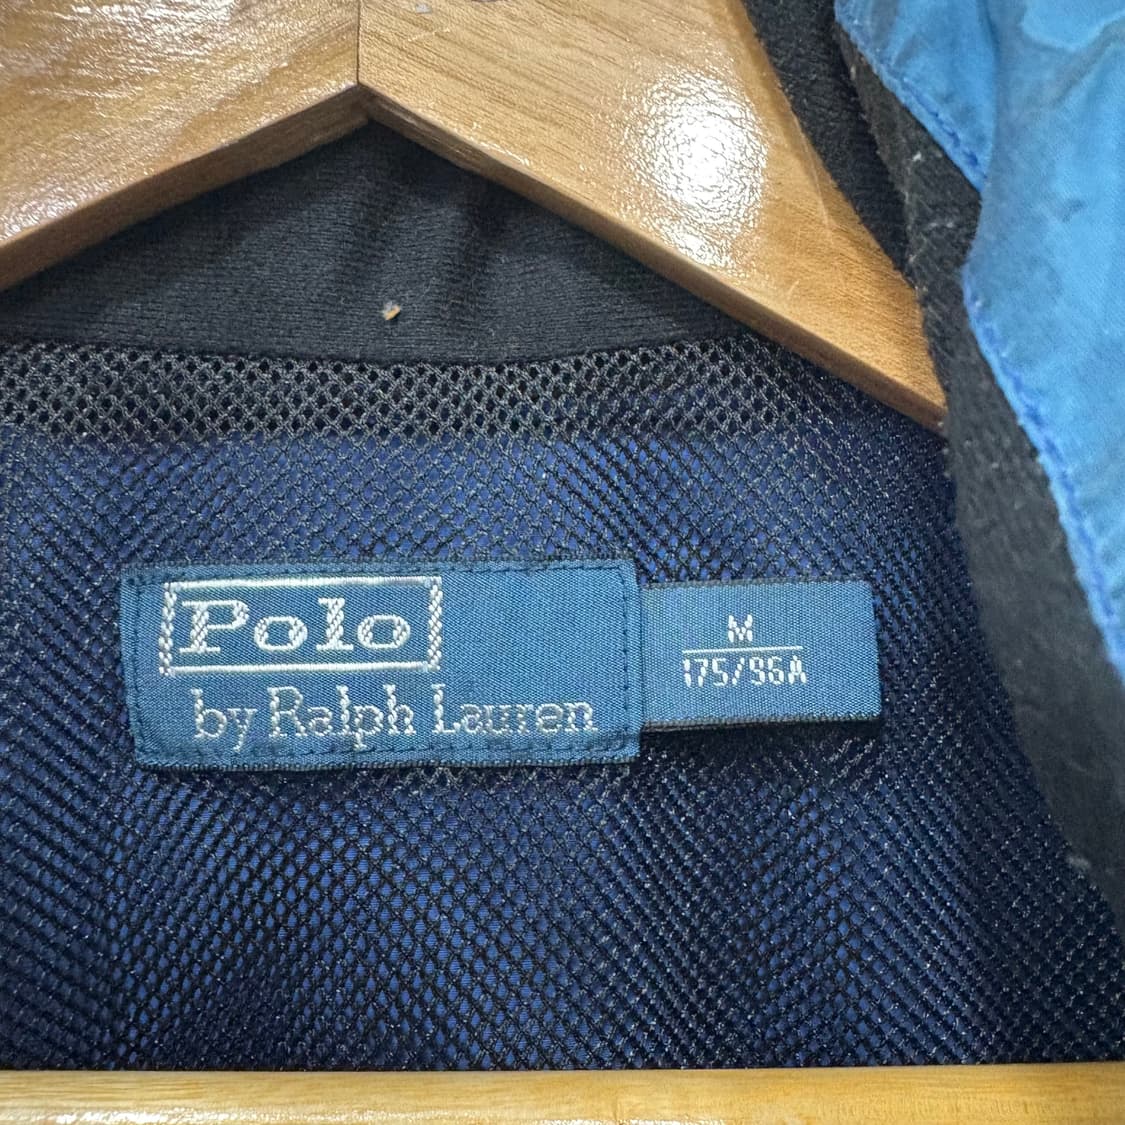 Polo
by Ralph Lauren
M
175/96A